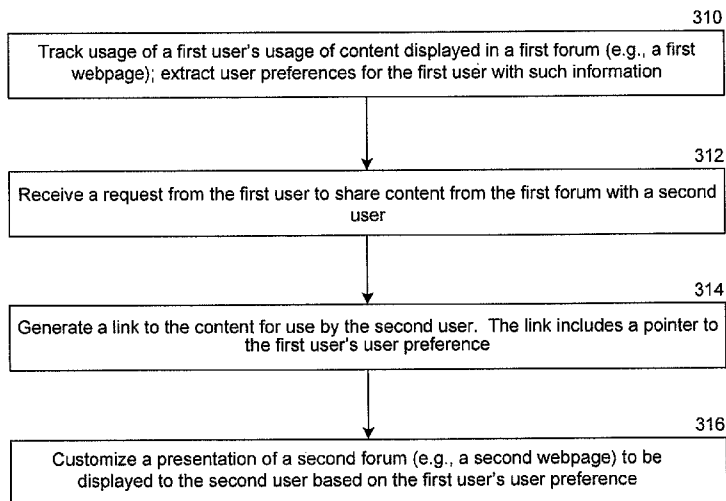 310
Track usage of a first user's usage of content displayed in a first forum (e.g., a first
webpage); extract user preferences for the first user with such information
312
Receive a request from the first user to share content from the first forum with a second
user
314
Generate a link to the content for use by the second user. The link includes a pointer to
the first user's user preference
316
Customize a presentation of a second forum (e.g., a second webpage) to be
displayed to the second user based on the first user's user preference